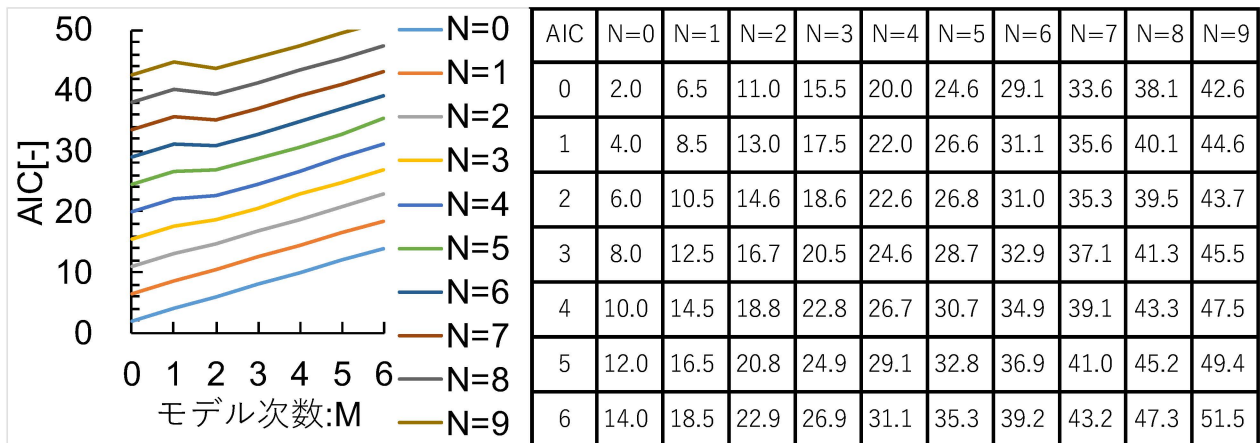 50
40
30
20
10
0
AIC[-]
0 1 2 3 4 5 6
モデル次数:M
N=0
N=1
N=2
N=3
N=4
N=5
N=6
N=7
N=8
N=9
AIC N=0 N=1 N=2 N=3 N=4 N=5 N=6 N=7 N=8 N=9
0 2.0 6.5 11.0 15.5 20.0 24.6 29.1 33.6 38.1 42.6
1 4.0 8.5 13.0 17.5 22.0 26.6 31.1 35.6 40.1 44.6
2 6.0 10.5 14.6 18.6 22.6 26.8 31.0 35.3 39.5 43.7
3 8.0 12.5 16.7 20.5 24.6 28.7 32.9 37.1 41.3 45.5
4 10.0 14.5 18.8 22.8 26.7 30.7 34.9 39.1 43.3 47.5
5 12.0 16.5 20.8 24.9 29.1 32.8 36.9 41.0 45.2 49.4
6 14.0 18.5 22.9 26.9 31.1 35.3 39.2 43.2 47.3 51.5